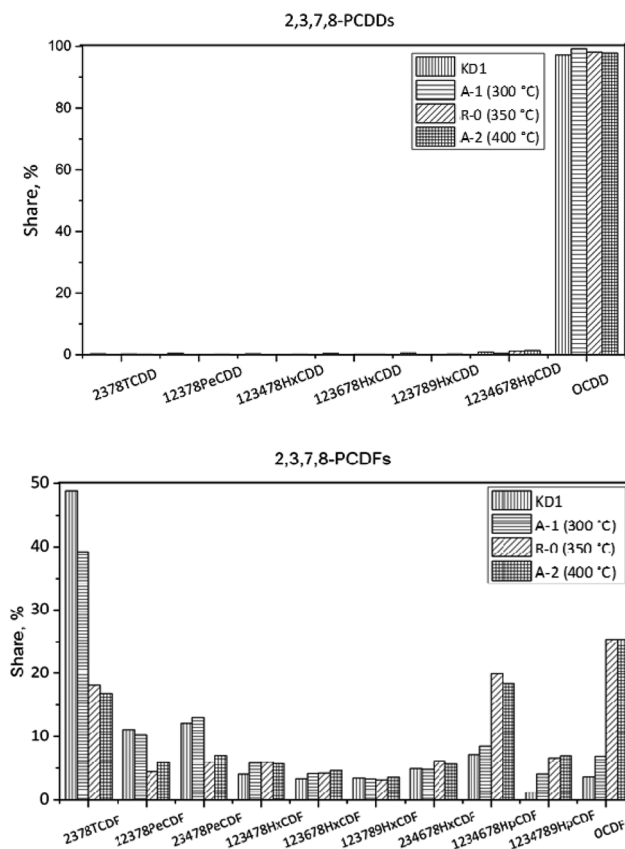 2,3,7,8-PCDDs
100
80
60
40
20
0
Share, %
KD1
A-1 (300 °C)
R-0 (350 °C)
A-2 (400 °C)
2378TCDD
12378PeCDD
123478HxCDD
123678HxCDD
123789HxCDD
1234678HpCDD
OCDD
2,3,7,8-PCDFs
50
40
30
20
10
0
Share, %
KD1
A-1 (300 °C)
R-0 (350 °C)
A-2 (400 °C)
2378TCDF
12378PeCDF
23478PeCDF
123478HxCDF
123678HxCDF
123789HxCDF
234678HxCDF
1234678HpCDF
1234789HpCDF
OCDF